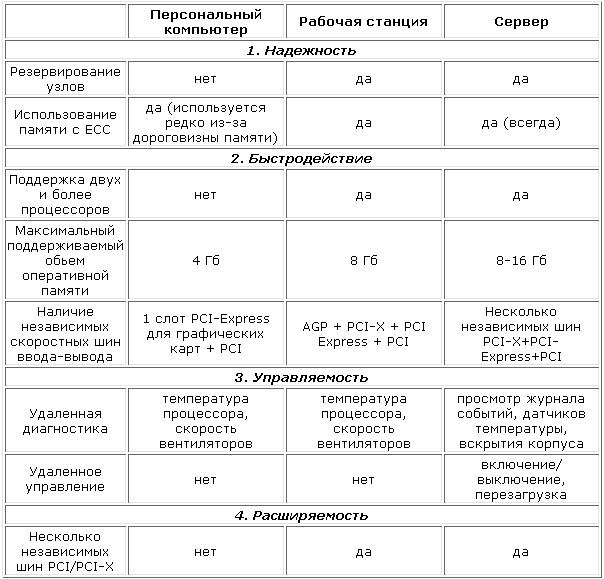 Персональный компьютер
Рабочая станция
Сервер
1. Надежность
Резервирование
узлов
нет
да
да
Использование
памяти с ECC
да (используется
редко из-за
дороговизны памяти)
да
да (всегда)
2. Быстродействие
Поддержка двух
и более
процессоров
нет
да
да
Максимальный
поддерживаемый
обьем
оперативной
памяти
4 Гб
8 Гб
8-16 Гб
Наличие
независимых
скоростных шин
ввода-вывода
1 слот PCI-Express
для графических
карт + PCI
AGP + PCI-X + PCI
Express + PCI
Несколько
независимых шин
PCI-X+PCI-
Express+PCI
3. Управляемость
Удаленная
диагностика
температура
процессора,
скорость
вентиляторов
температура
процессора,
скорость
вентиляторов
просмотр журнала
событий, датчиков
температуры,
вскрытия корпуса
Удаленное
управление
нет
нет
включение/
выключение,
перезагрузка
4. Расширяемость
Несколько
независимых
шин PCI/PCI-X
нет
да
да